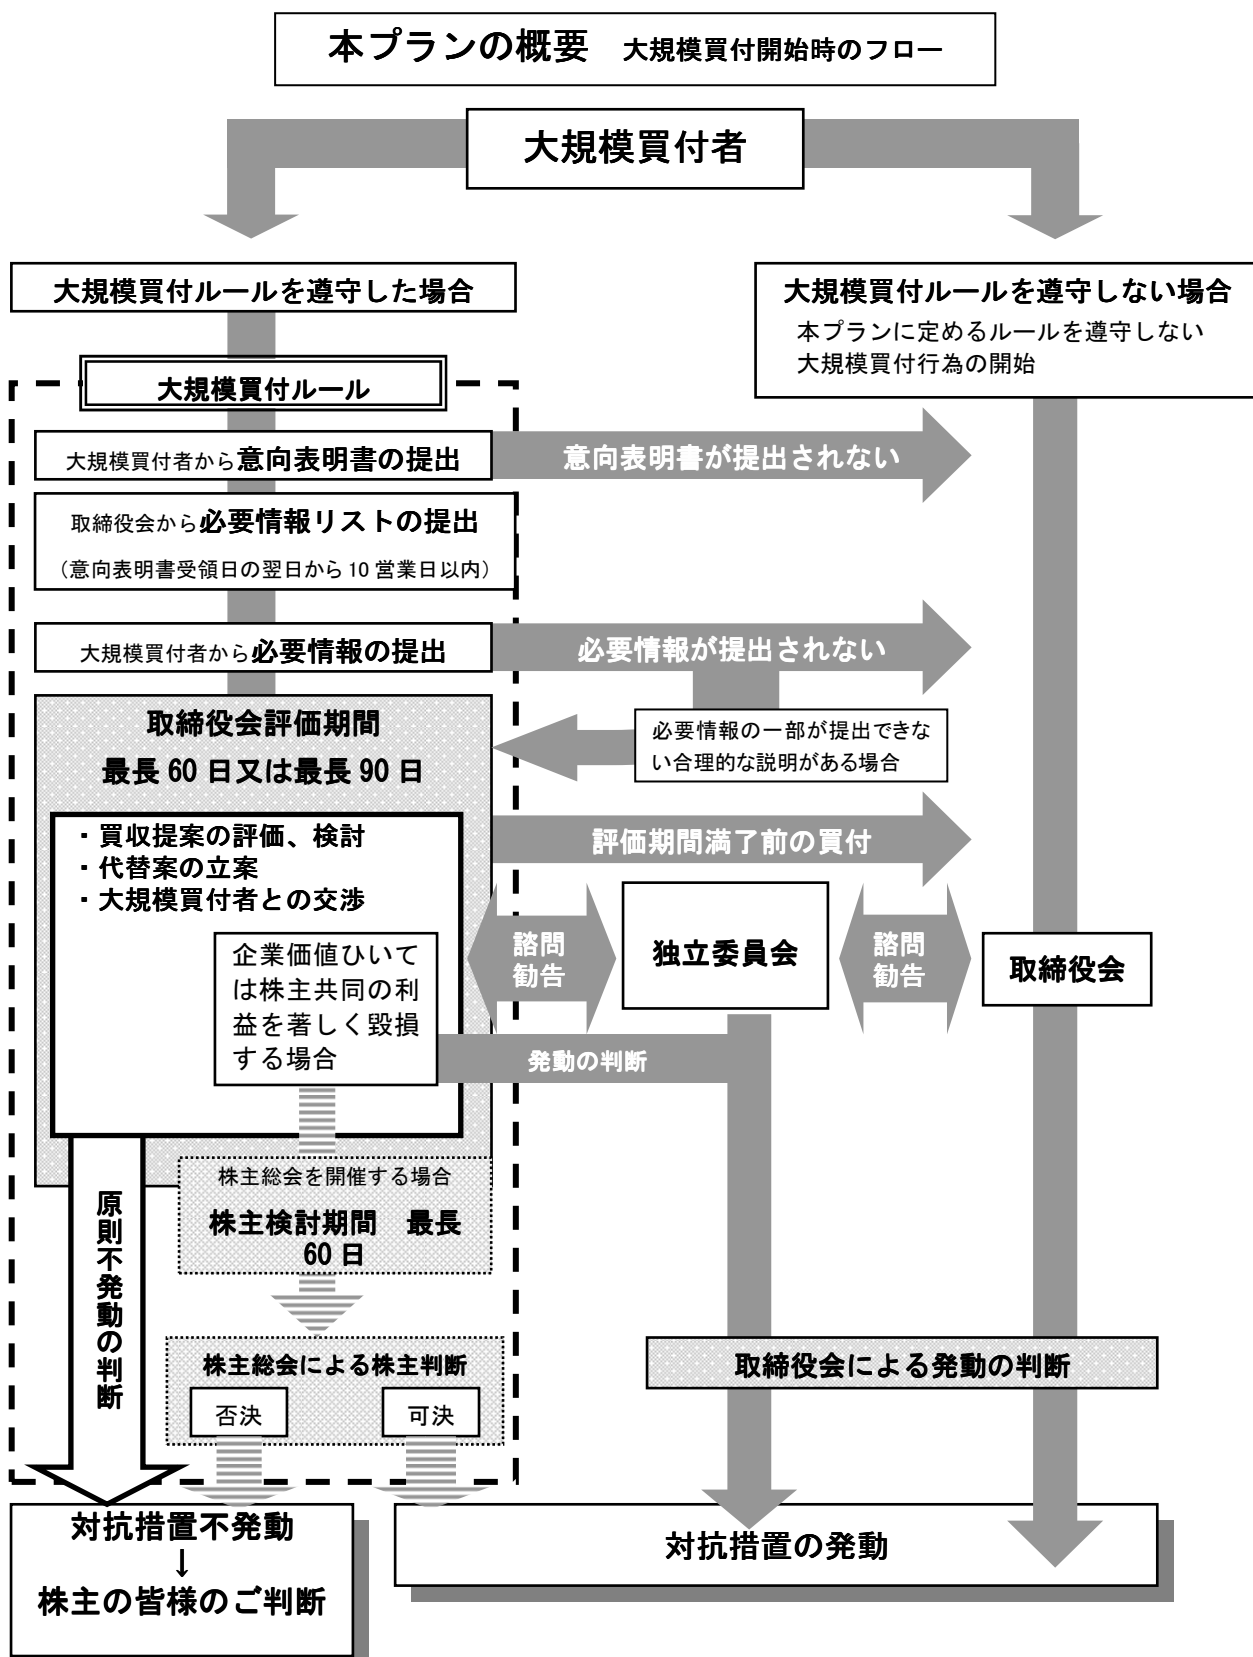 本プランの概要　大規模買付開始時のフロー
大規模買付者
大規模買付ルールを遵守した場合
大規模買付ルールを遵守しない場合
本プランに定めるルールを遵守しない
大規模買付行為の開始
大規模買付ルール
大規模買付者から意向表明書の提出
意向表明書が提出されない
取締役会から必要情報リストの提出
（意向表明書受領日の翌日から 10 営業日以内）
大規模買付者から必要情報の提出
必要情報が提出されない
取締役会評価期間
最長 60 日又は最長 90 日
必要情報の一部が提出できな
い合理的な説明がある場合
・買収提案の評価、検討
・代替案の立案
・大規模買付者との交渉
評価期間満了前の買付
企業価値ひいて
は株主共同の利
益を著しく毀損
する場合
諮問
勧告
独立委員会
諮問
勧告
取締役会
発動の判断
株主総会を開催する場合
株主検討期間　最長
60 日
原則不発動の判断
株主総会による株主判断
否決
可決
取締役会による発動の判断
対抗措置不発動
↓
株主の皆様のご判断
対抗措置の発動